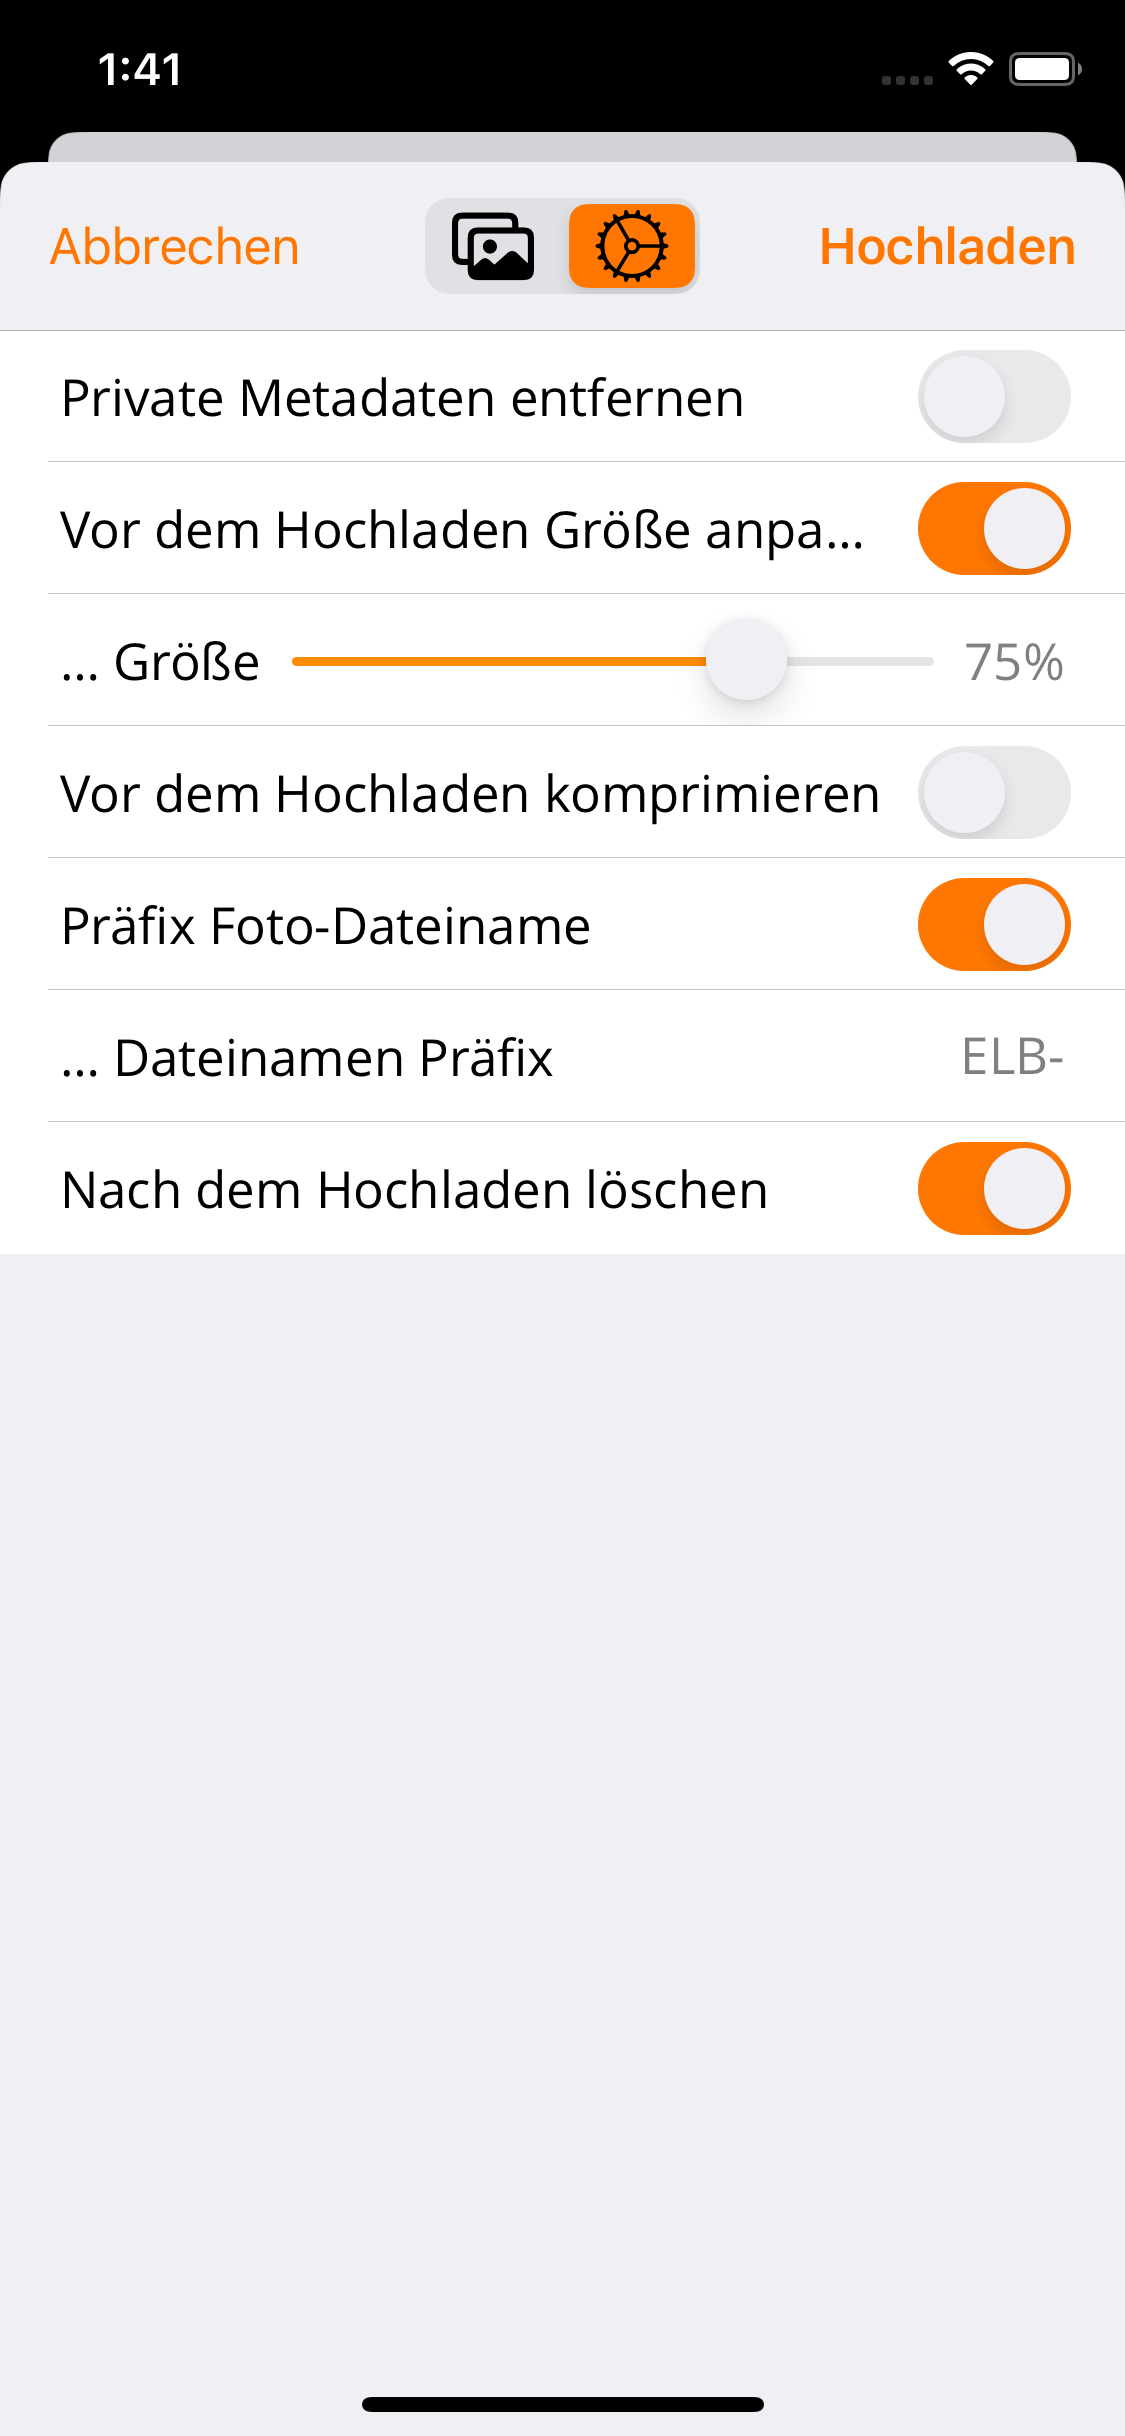 1:41
Abbrechen
Hochladen
Private Metadaten entfernen
Vor dem Hochladen Größe anpa...
... Größe 75%
Vor dem Hochladen komprimieren
Präfix Foto-Dateiname
... Dateinamen Präfix ELB-
Nach dem Hochladen löschen